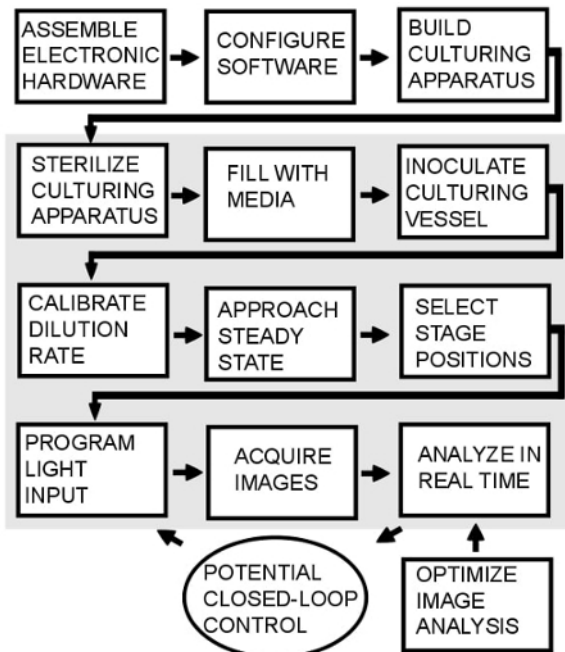 ASSEMBLE
ELECTRONIC
HARDWARE
CONFIGURE
SOFTWARE
BUILD
CULTURING
APPARATUS
STERILIZE
CULTURING
APPARATUS
FILL WITH
MEDIA
INOCULATE
CULTURING
VESSEL
CALIBRATE
DILUTION
RATE
APPROACH
STEADY
STATE
SELECT
STAGE
POSITIONS
PROGRAM
LIGHT
INPUT
ACQUIRE
IMAGES
ANALYZE IN
REAL TIME
POTENTIAL
CLOSED-LOOP
CONTROL
OPTIMIZE
IMAGE
ANALYSIS